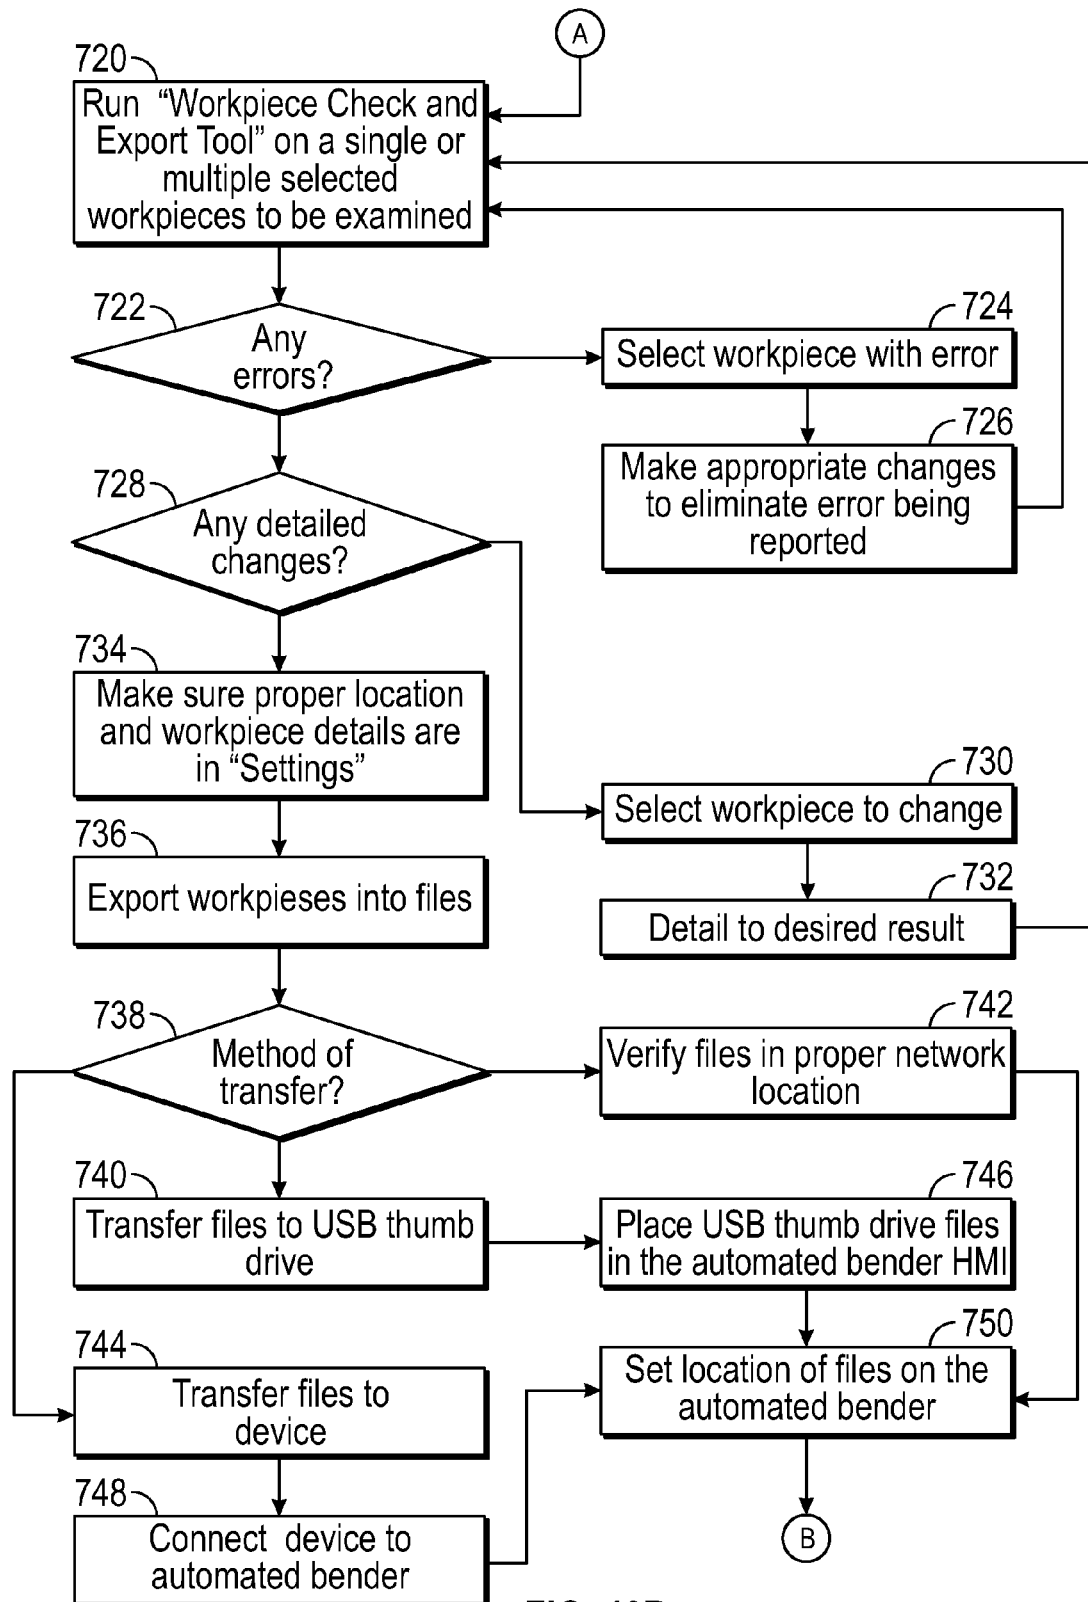 A
720
Run “Workpiece Check and
Export Tool” on a single or
multiple selected
workpieces to be examined
722
Any
errors?
724
Select workpiece with error
726
Make appropriate changes
to eliminate error being
reported
728
Any detailed
changes?
734
Make sure proper location
and workpiece details are
in “Settings”
730
Select workpiece to change
736
Export workpieses into files
732
Detail to desired result
738
Method of
transfer?
742
Verify files in proper network
location
740
Transfer files to USB thumb
drive
746
Place USB thumb drive files
in the automated bender HMI
744
Transfer files to
device
750
Set location of files on the
automated bender
748
Connect device to
automated bender
B